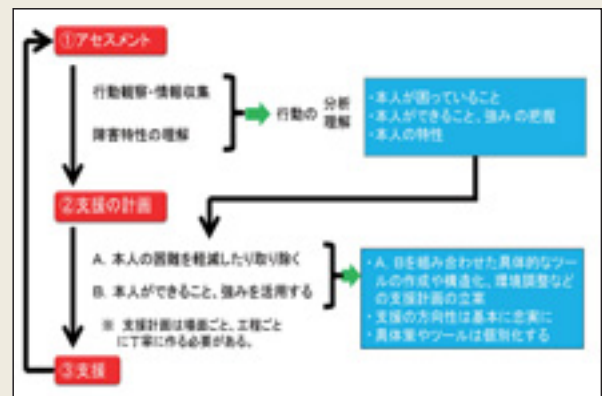 ①アセスメント
行動観察・情報収集
障害特性の理解
行動の
分析
理解
・本人が困っていること
・本人ができること、強み の把握
・本人の特性
②支援の計画
A. 本人の困難を軽減したり取り除く
B. 本人ができること、強みを活用する
※ 支援計画は場面ごと、工程ごと
に丁寧に作る必要がある。
・A、Bを組み合わせた具体的なツー
ルの作成や構造化、環境調整など
の支援計画の立案
・支援の方向性は基本に忠実に
・具体策やツールは個別化する
③支援